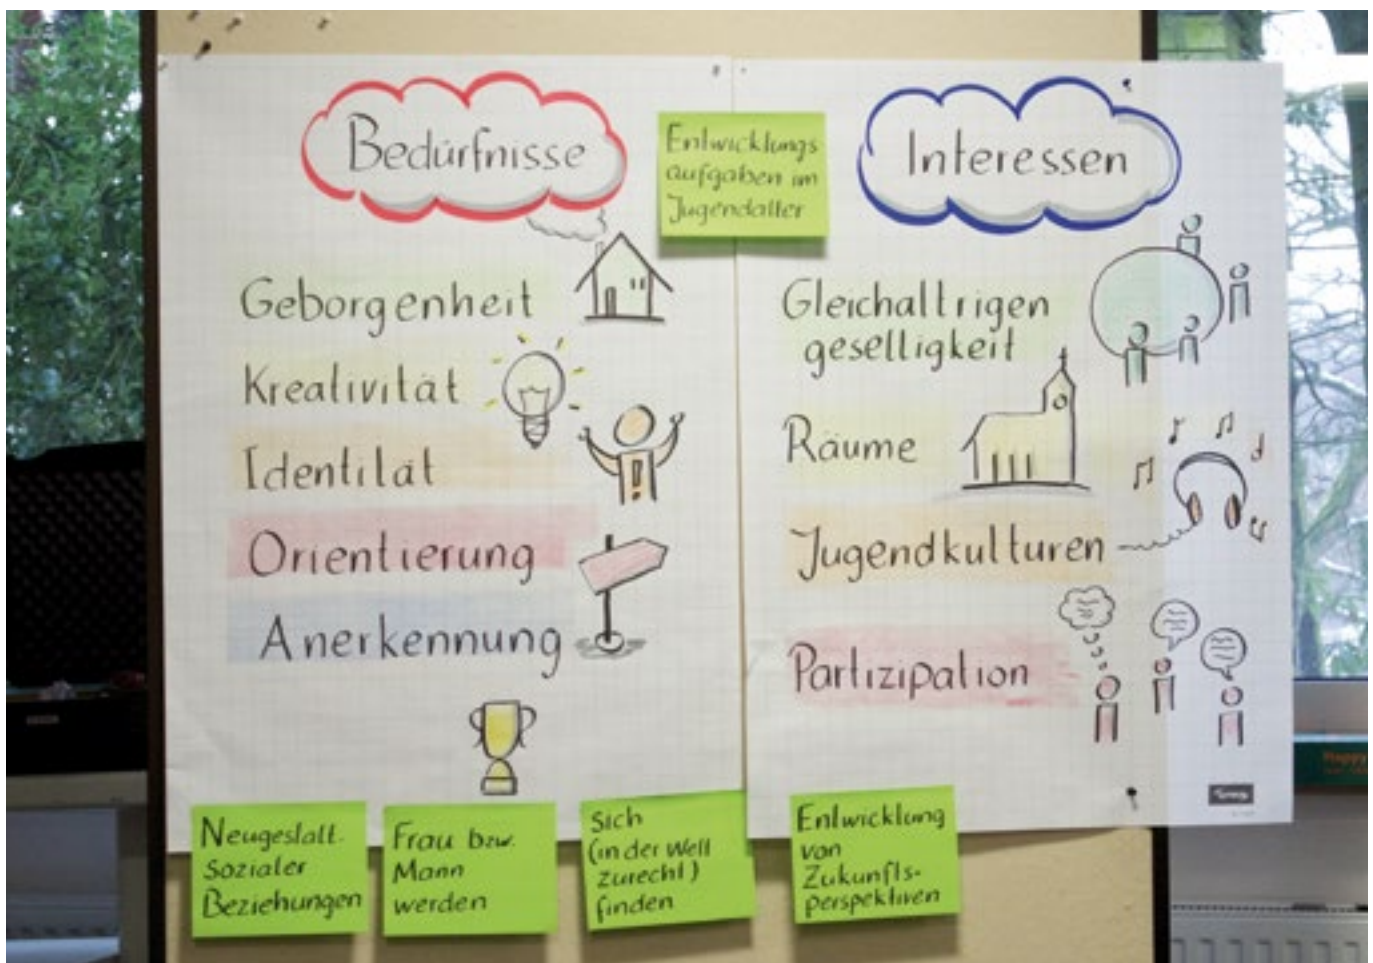 Bedürfnisse
Entwicklungs
aufgaben im
Jugendalter
Interessen
Geborgenheit
Kreativität
Identität
Orientierung
Anerkennung
Gleichaltrigen
geselligkeit
Räume
Jugendkulturen
Partizipation
Neugestalt.
Sozialer
Beziehungen
Frau bzw.
Mann
werden
Sich
(in der Welt
zurecht)
finden
Entwicklung
von
Zukunfts-
perspektiven
Happy